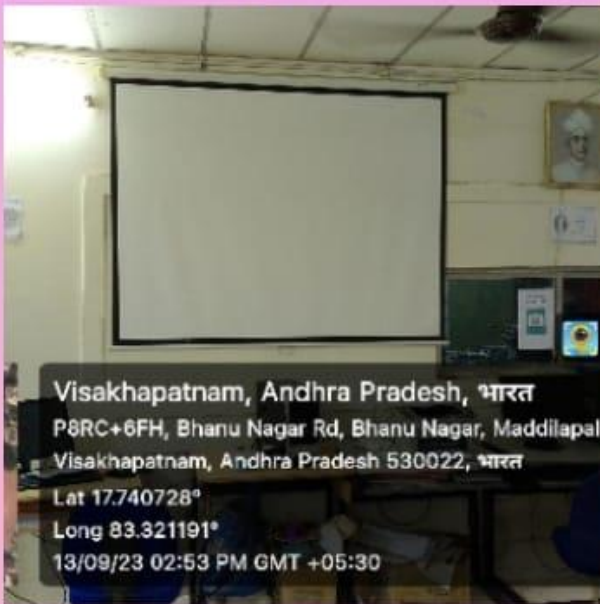 Visakhapatnam, Andhra Pradesh, भारत
P8RC+6FH, Bhanu Nagar Rd, Bhanu Nagar, Maddilapal
Visakhapatnam, Andhra Pradesh 530022, भारत
Lat 17.740728°
Long 83.321191°
13/09/23 02:53 PM GMT +05:30